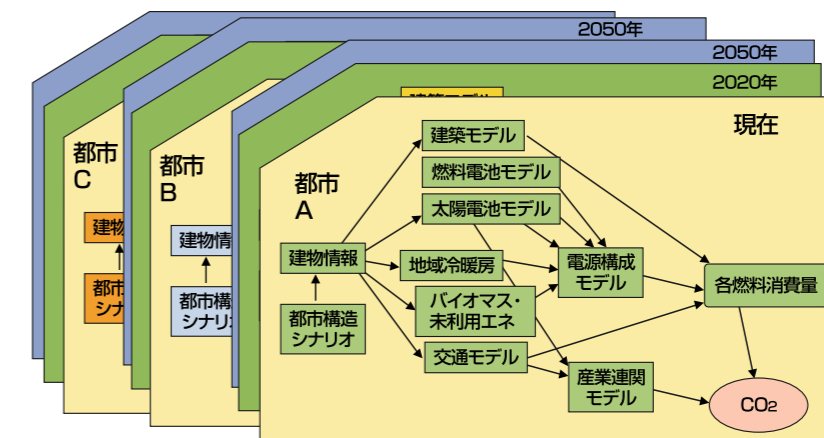 2050年
2050年
2020年
現在
都市
C
都市
B
都市
A
建築モデル
燃料電池モデル
太陽電池モデル
建物情報
地域冷暖房
バイオマス・
未利用エネ
交通モデル
電源構成
モデル
各燃料消費量
産業連関
モデル
CO2
都市構造
シナリオ
建物情
都市構
シナリ
建物
都市
シナ